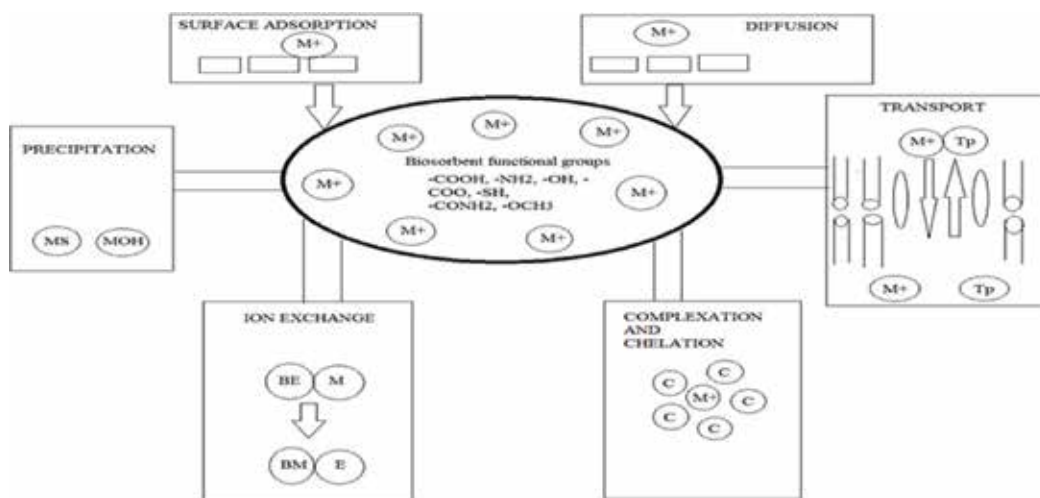 SURFACE ADSORPTION
M+
DIFFUSION
M+
PRECIPITATION
MS MOH
M+
M+
M+
M+
M+
M+
M+
Biosorbent functional groups
-COOH, -NH2, -OH, -
COO, -SH,
-CONH2, -OCH3
TRANSPORT
M+ Tp
M+ Tp
ION EXCHANGE
BE M
BM E
COMPLEXATION
AND
CHELATION
C
C
M+
C
C
C